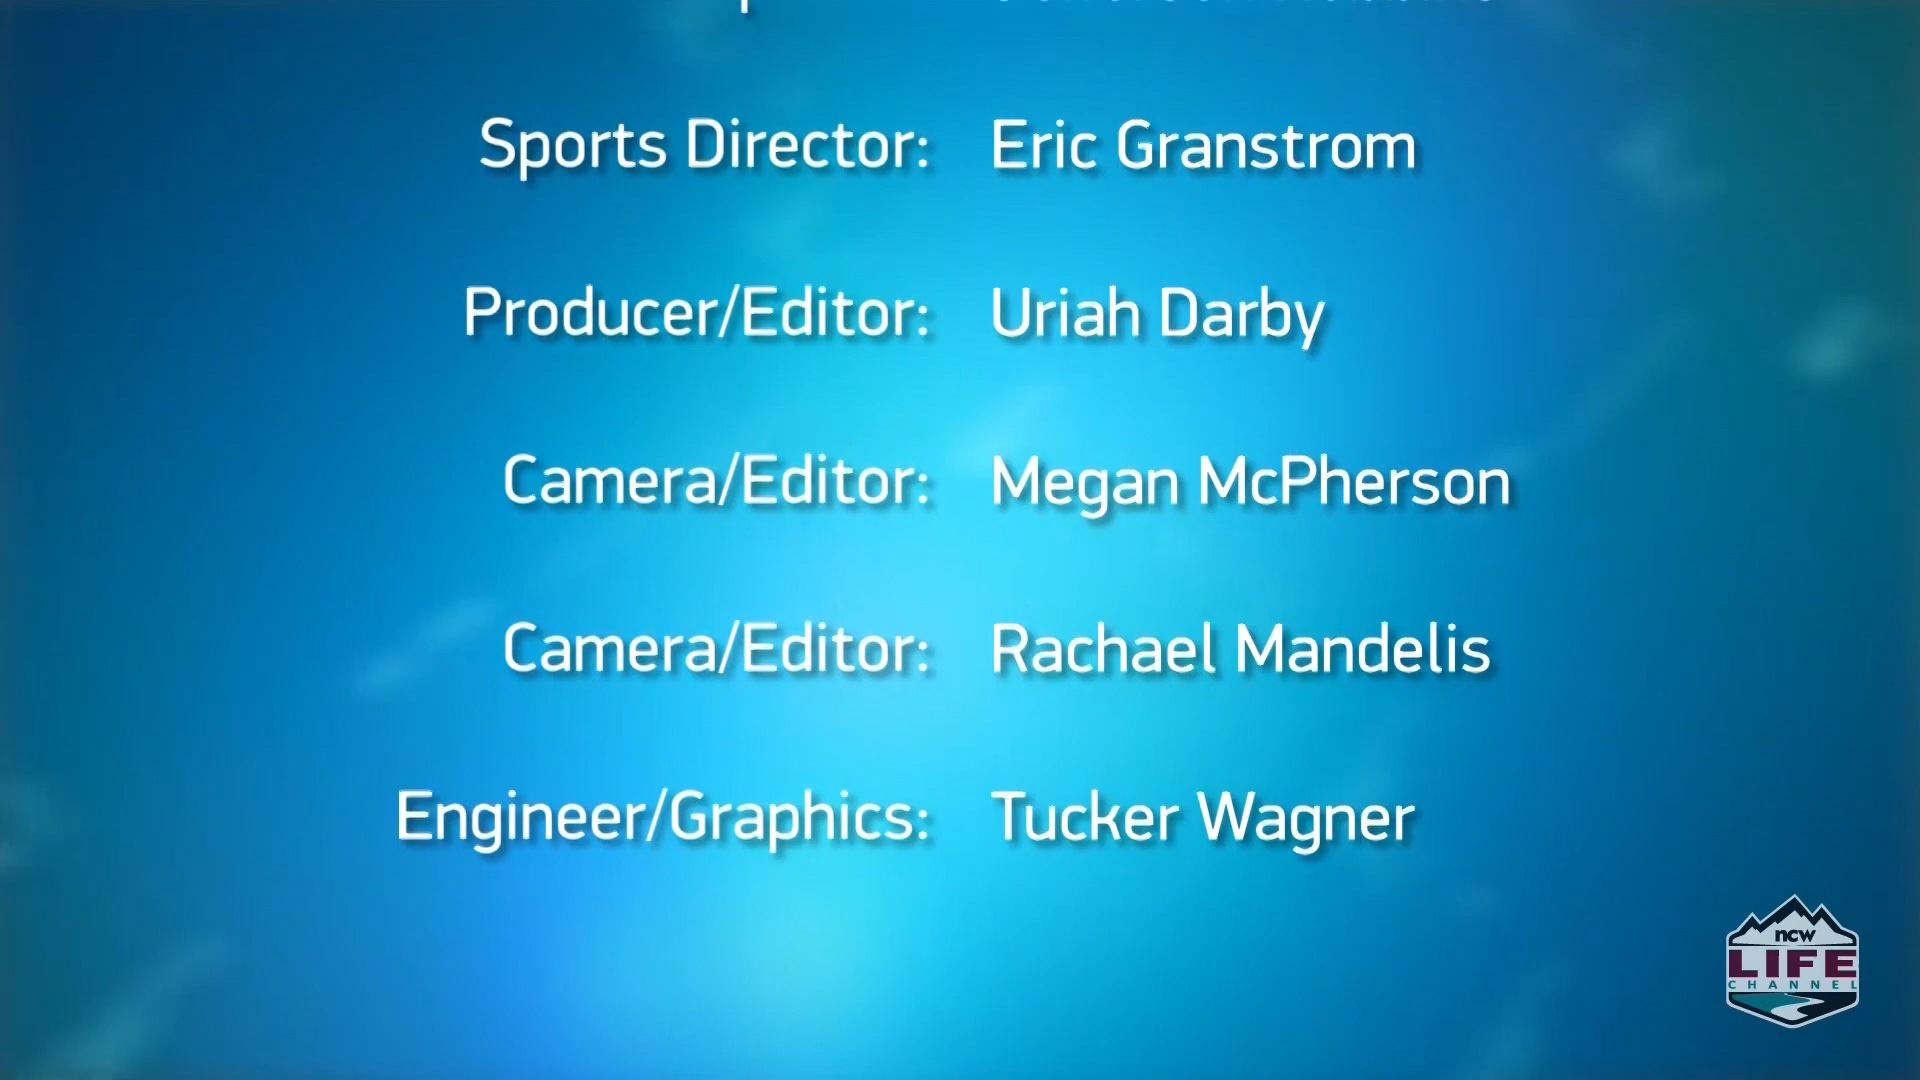 Sports Director: Eric Granstrom
Producer/Editor: Uriah Darby
Camera/Editor: Megan McPherson
Camera/Editor: Rachael Mandelis
Engineer/Graphics: Tucker Wagner
ncw
LIFE
CHANNEL